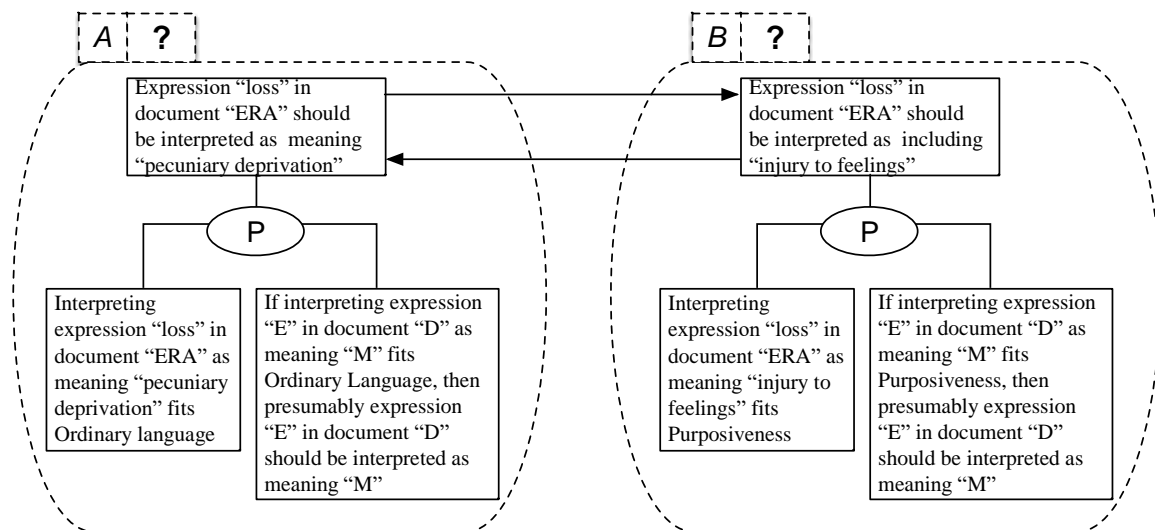 A ?
Expression “loss” in
document “ERA” should
be interpreted as meaning
“pecuniary deprivation”
P
Interpreting
expression “loss” in
document “ERA” as
meaning “pecuniary
deprivation” fits
Ordinary language
If interpreting expression
“E” in document “D” as
meaning “M” fits
Ordinary Language, then
presumably expression
“E” in document “D”
should be interpreted as
meaning “M”
B ?
Expression “loss” in
document “ERA” should
be interpreted as including
“injury to feelings”
P
Interpreting
expression “loss” in
document “ERA” as
meaning “injury to
feelings” fits
Purposiveness
If interpreting expression
“E” in document “D” as
meaning “M” fits
Purposiveness, then
presumably expression
“E” in document “D”
should be interpreted as
meaning “M”